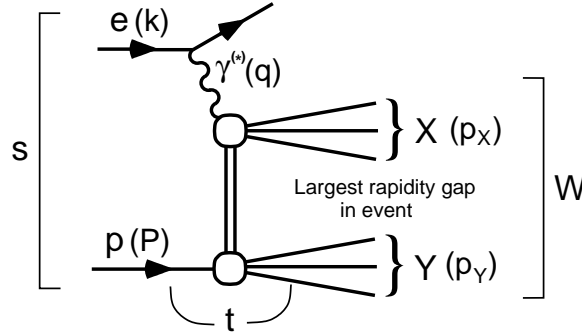 e (k)
γ(*)(q)
s
X (pX)
Largest rapidity gap
in event
W
p (P)
Y (pY)
t